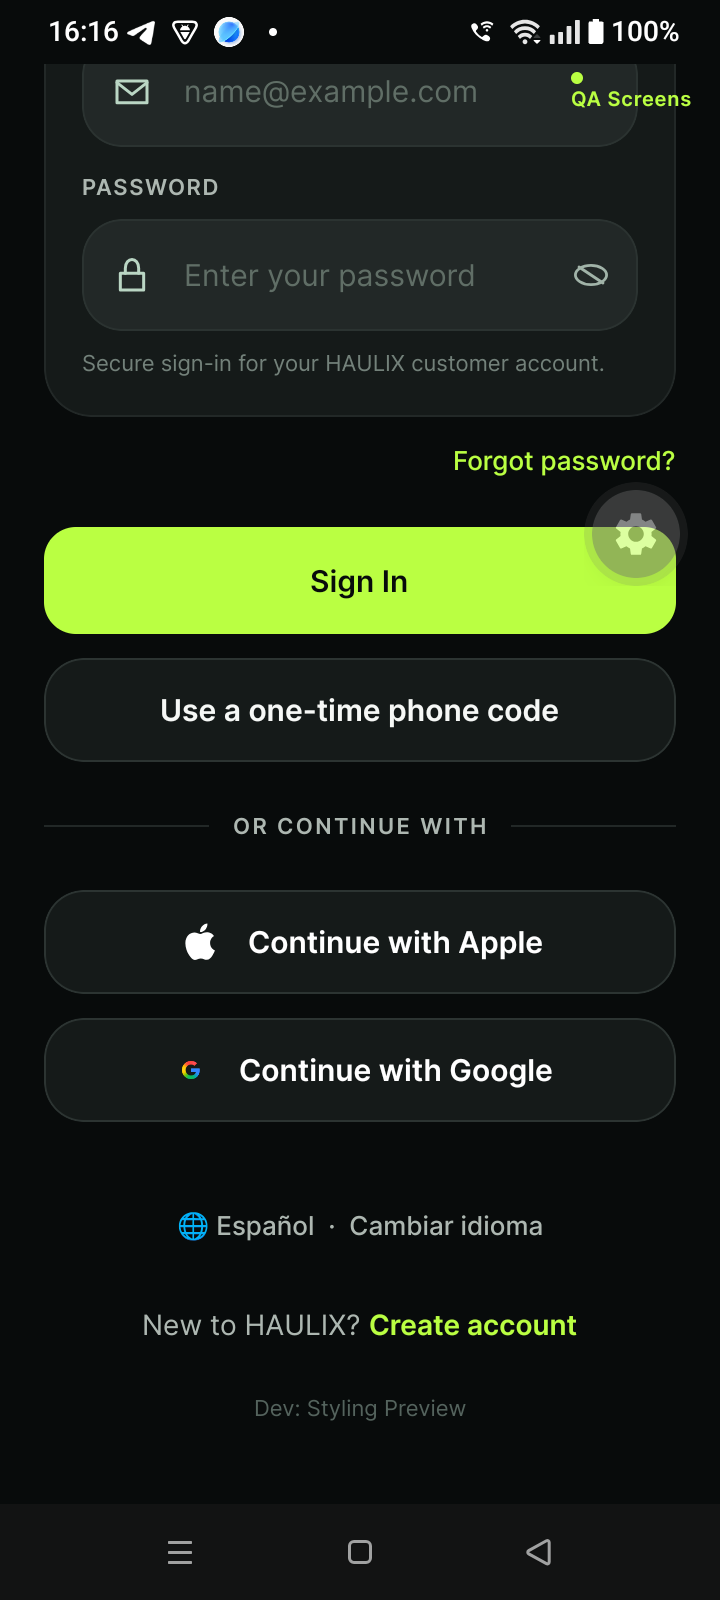 16:16
100%
name@example.com
QA Screens
PASSWORD
Enter your password
Secure sign-in for your HAULIX customer account.
Forgot password?
Sign In
Use a one-time phone code
OR CONTINUE WITH
Continue with Apple
Continue with Google
Español · Cambiar idioma
New to HAULIX? Create account
Dev: Styling Preview